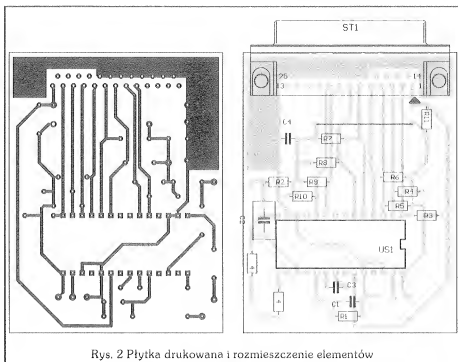 ST1
25
14
13
1
R11
C4
R7
R8
R6
R2
R9
R4
R10
R5
R3
US1
C3
C1
R1
Rys. 2 Płytka drukowana i rozmieszczenie elementów